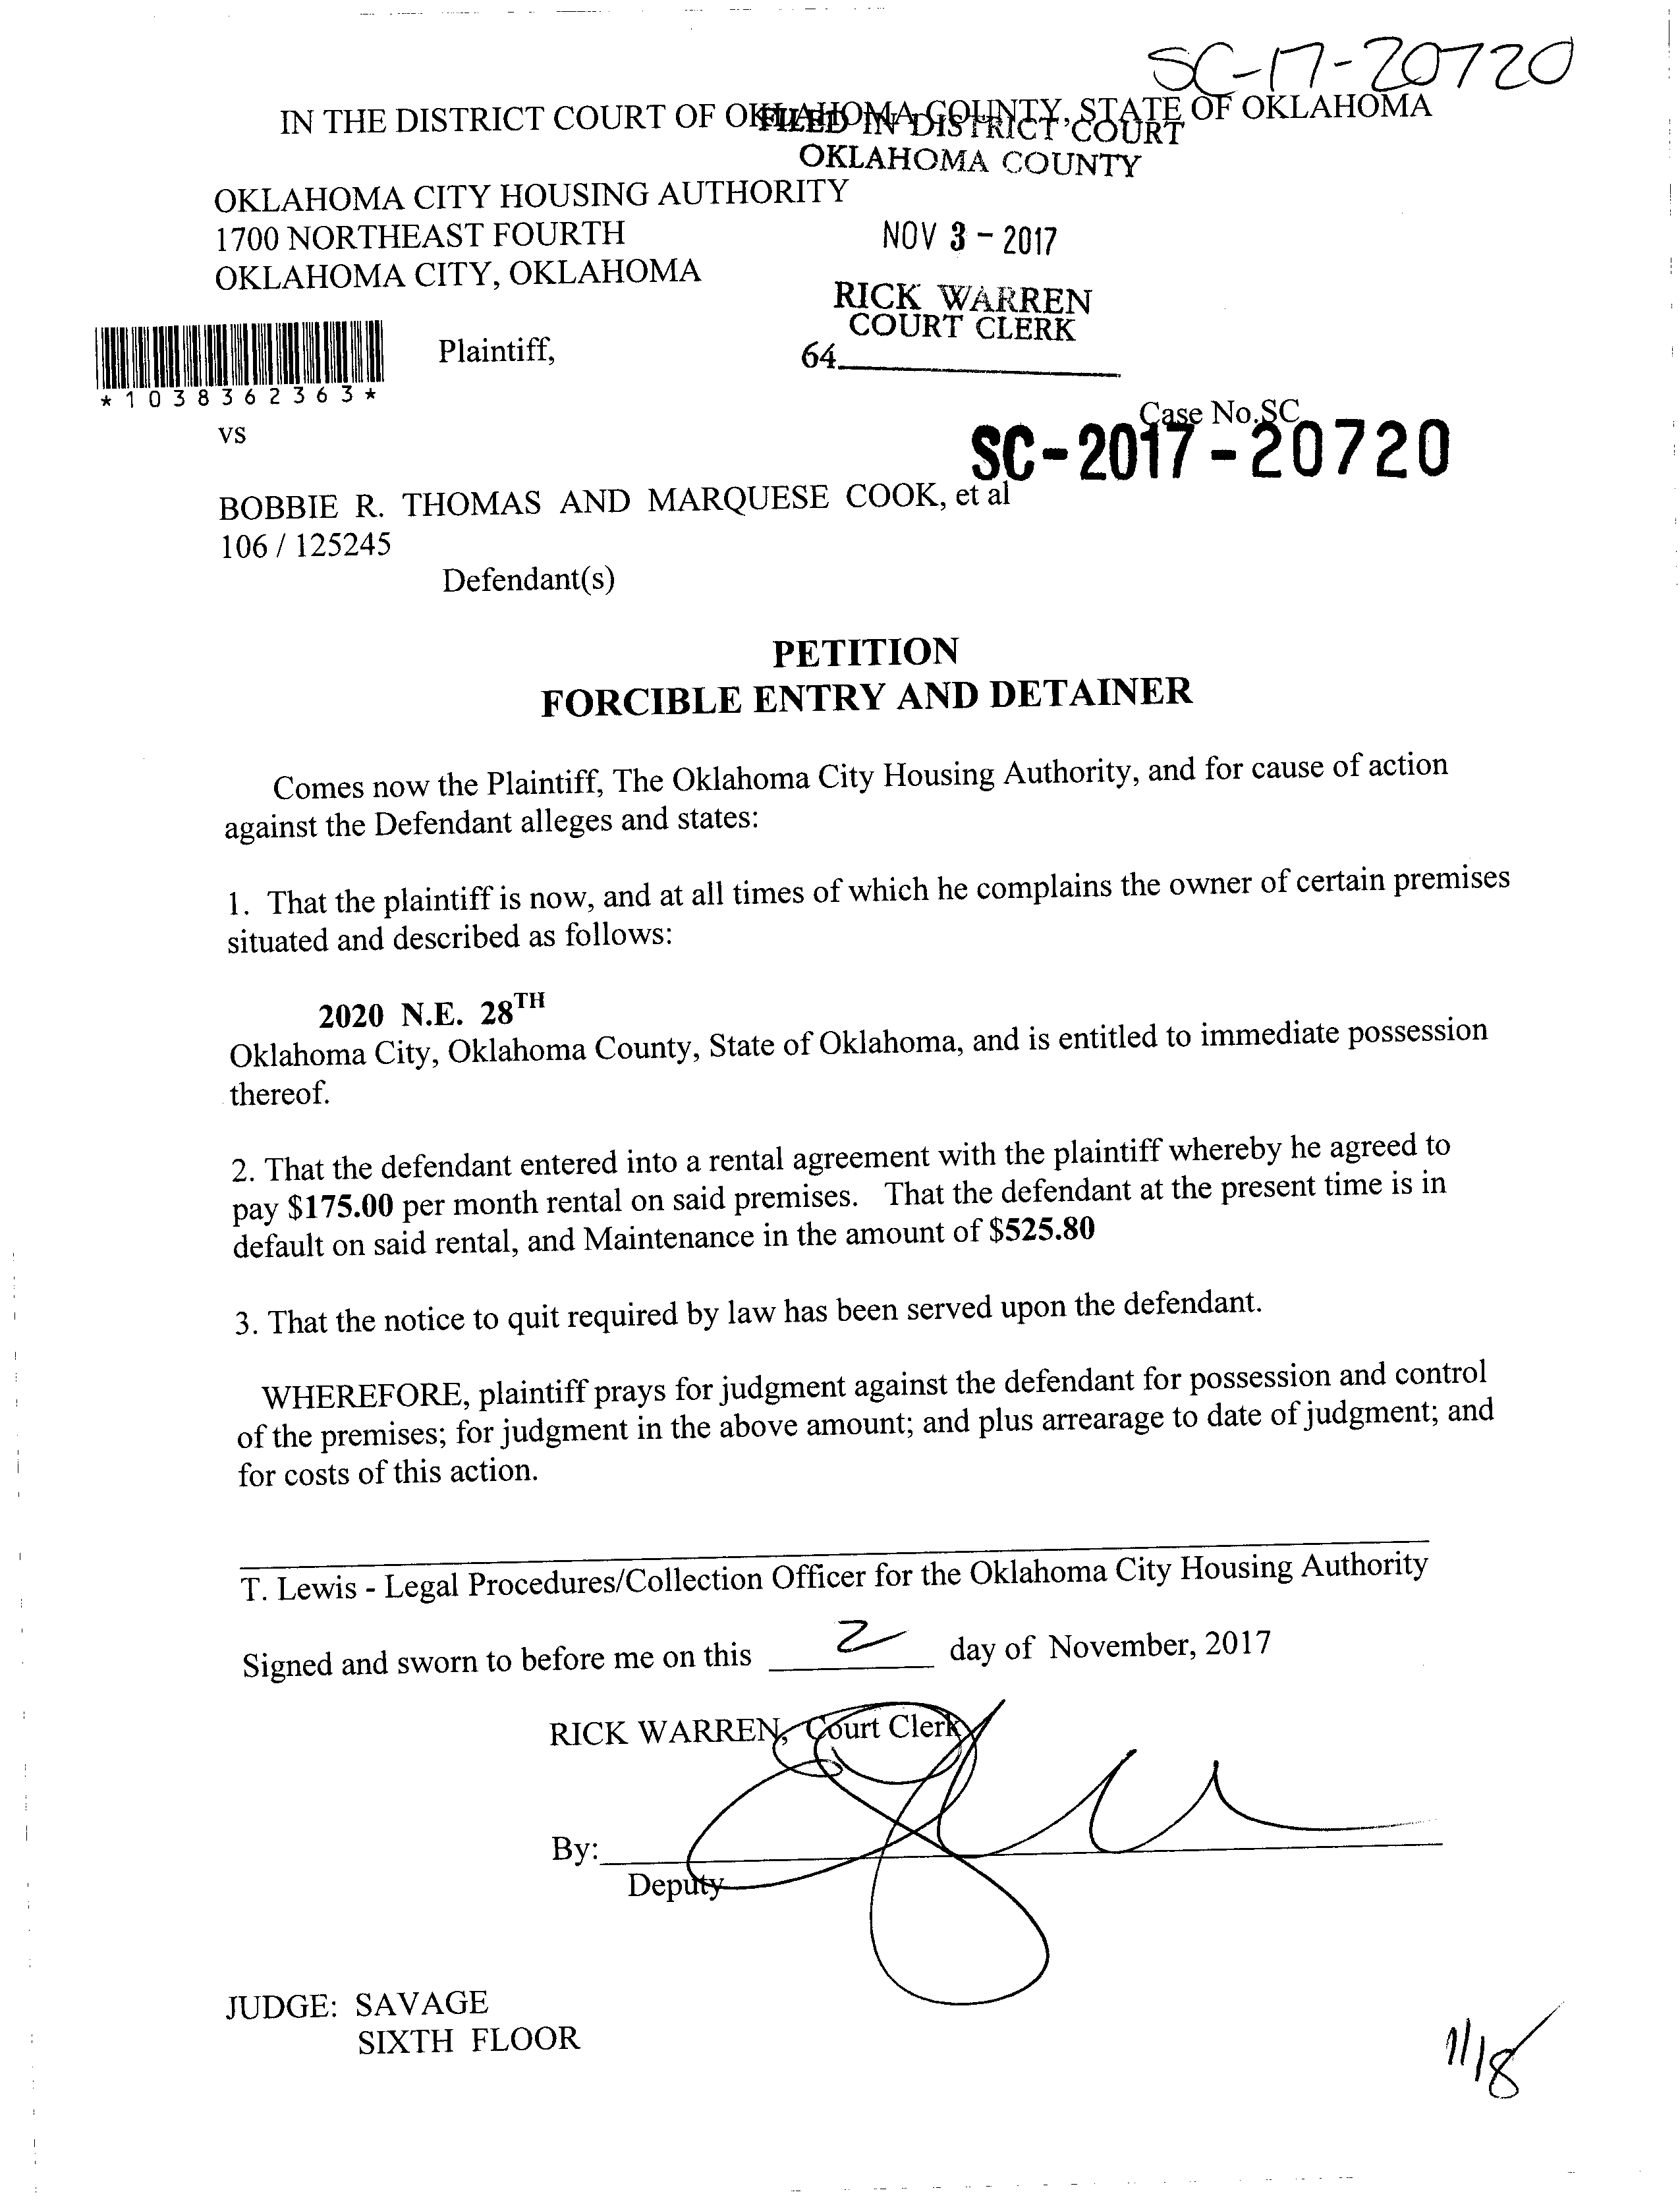 SC-17-20720
IN THE DISTRICT COURT OF OKLAHOMA COUNTY, STATE OF OKLAHOMA
FILED IN DISTRICT COURT
OKLAHOMA COUNTY
OKLAHOMA CITY HOUSING AUTHORITY
1700 NORTHEAST FOURTH
NOV 3 - 2017
OKLAHOMA CITY, OKLAHOMA
RICK WARREN
COURT CLERK
Plaintiff,
64
*1038362363*
Case No.SC
vs
SC-2017-20720
BOBBIE R. THOMAS AND MARQUESE COOK, et al
106 / 125245
Defendant(s)
PETITION
FORCIBLE ENTRY AND DETAINER
Comes now the Plaintiff, The Oklahoma City Housing Authority, and for cause of action
against the Defendant alleges and states:
1. That the plaintiff is now, and at all times of which he complains the owner of certain premises
situated and described as follows:
2020 N.E. 28TH
Oklahoma City, Oklahoma County, State of Oklahoma, and is entitled to immediate possession
thereof.
2. That the defendant entered into a rental agreement with the plaintiff whereby he agreed to
pay $175.00 per month rental on said premises. That the defendant at the present time is in
default on said rental, and Maintenance in the amount of $525.80
3. That the notice to quit required by law has been served upon the defendant.
WHEREFORE, plaintiff prays for judgment against the defendant for possession and control
of the premises; for judgment in the above amount; and plus arrearage to date of judgment; and
for costs of this action.
T. Lewis - Legal Procedures/Collection Officer for the Oklahoma City Housing Authority
Signed and sworn to before me on this 2 day of November, 2017
RICK WARREN, Court Clerk
By:
Deputy
JUDGE: SAVAGE
SIXTH FLOOR
11/18